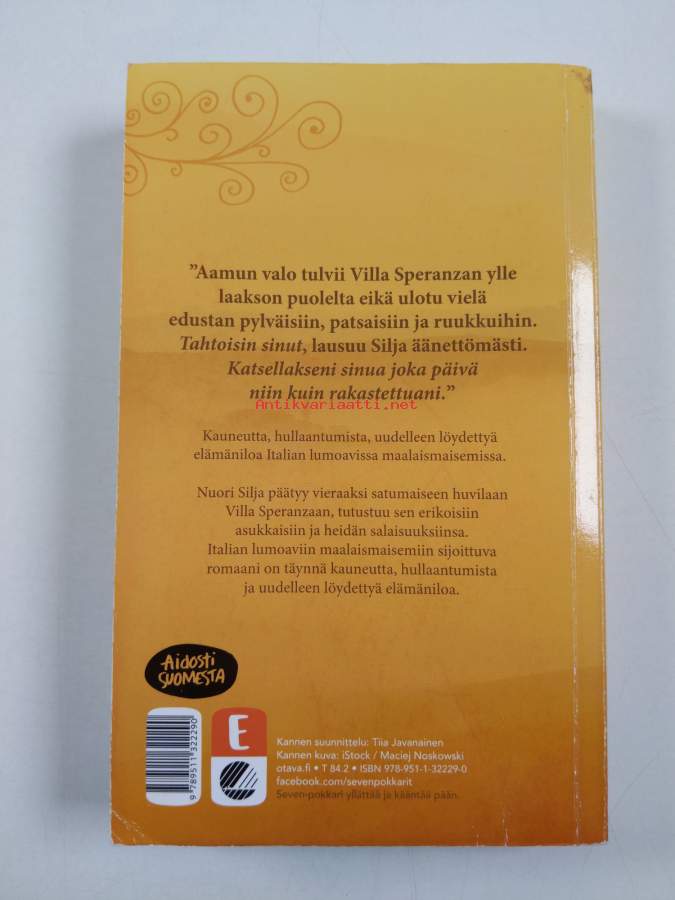 ”Aamun valo tulvii Villa Speranzan ylle
laakson puolelta eikä ulotu vielä
edustan pylväisiin, patsaisiin ja ruukkuihin.
Tahtoisin sinut, lausuu Silja äänettömästi.
Katsellakseni sinua joka päivä
niin kuin rakastettuani.”
Antikvariaatti.net
Kauneutta, hullaantumista, uudelleen löydettyä
elämäniloa Italian lumoavissa maalaismaisemissa.
Nuori Silja päätyy vieraaksi satumaiseen huvilaan
Villa Speranzaan, tutustuu sen erikoisiin
asukkaisiin ja heidän salaisuuksiinsa.
Italian lumoaviin maalaismaisemiin sijoittuva
romaani on täynnä kauneutta, hullaantumista
ja uudelleen löydettyä elämäniloa.
Aidosti
SUOMESTA
9 789511 322290
E
Kannen suunnittelu: Tiia Javanainen
Kannen kuva: iStock / Maciej Noskowski
otava.fi • T 84.2 • ISBN 978-951-1-32229-0
facebook.com/sevenpokkarit
Seven-pokkari yllättää ja kääntää pään.